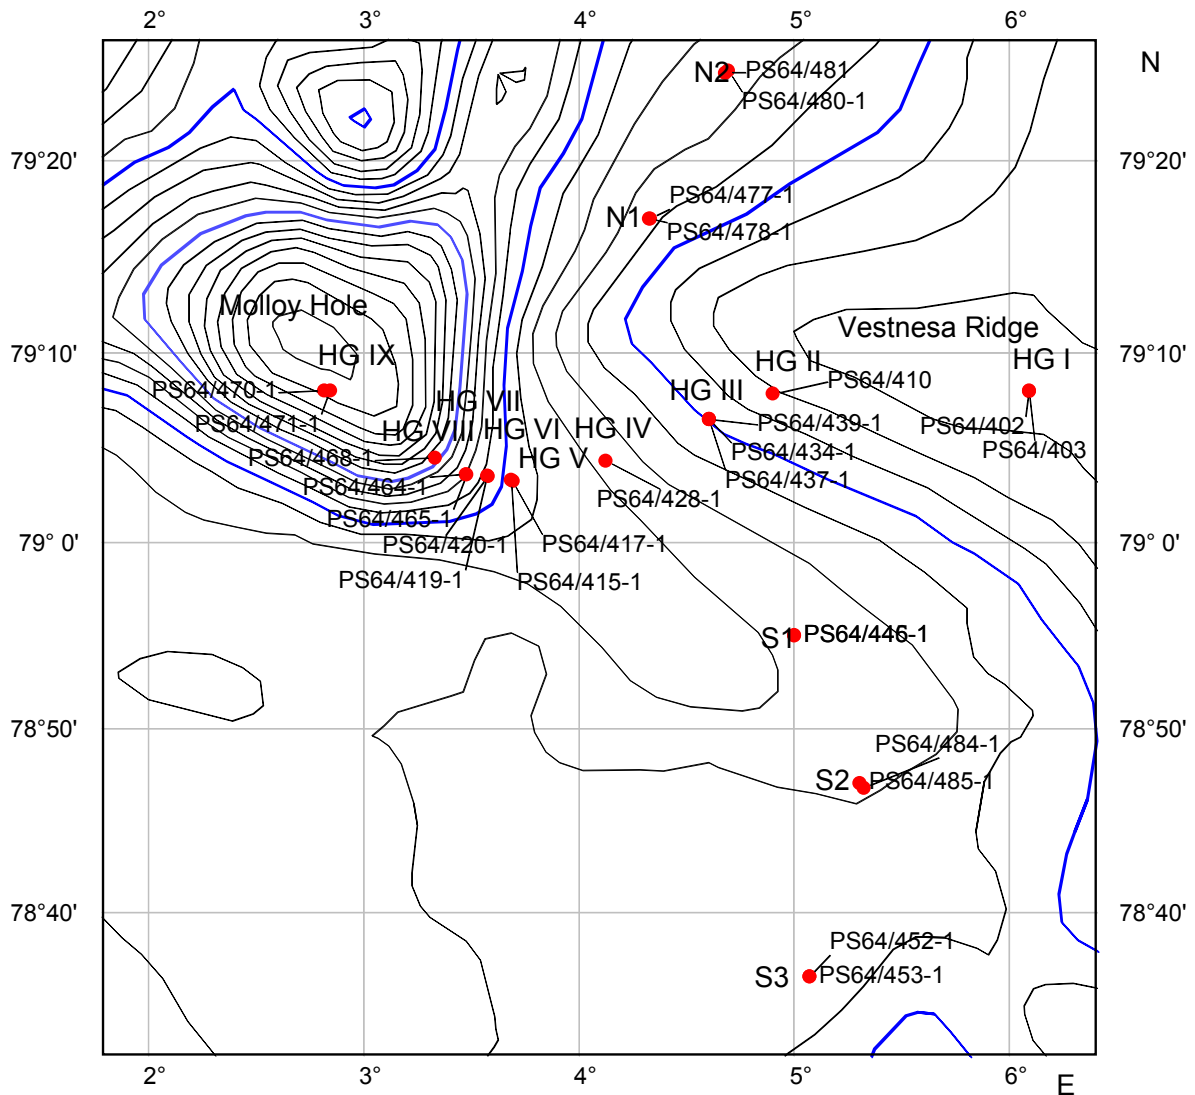 2° 3° 4° 5° 6°
N
N2 PS64/481
PS64/480-1
79°20' 79°20'
PS64/477-1
N1
PS64/478-1
Molloy Hole
Vestnesa Ridge
79°10' HG IX HG II HG I 79°10'
PS64/410
PS64/470-1
HG III
HG VII
PS64/471-1
PS64/439-1
PS64/402
HG VIII HG VI HG IV
PS64/403
PS64/434-1
PS64/468-1 HG V
PS64/437-1
PS64/464-1
PS64/428-1
PS64/465-1
79° 0' PS64/420-1 PS64/417-1 79° 0'
PS64/419-1 PS64/415-1
S1
78°50' 78°50'
PS64/484-1
S2 PS64/485-1
78°40' 78°40'
PS64/452-1
S3 PS64/453-1
2° 3° 4° 5° 6°
E